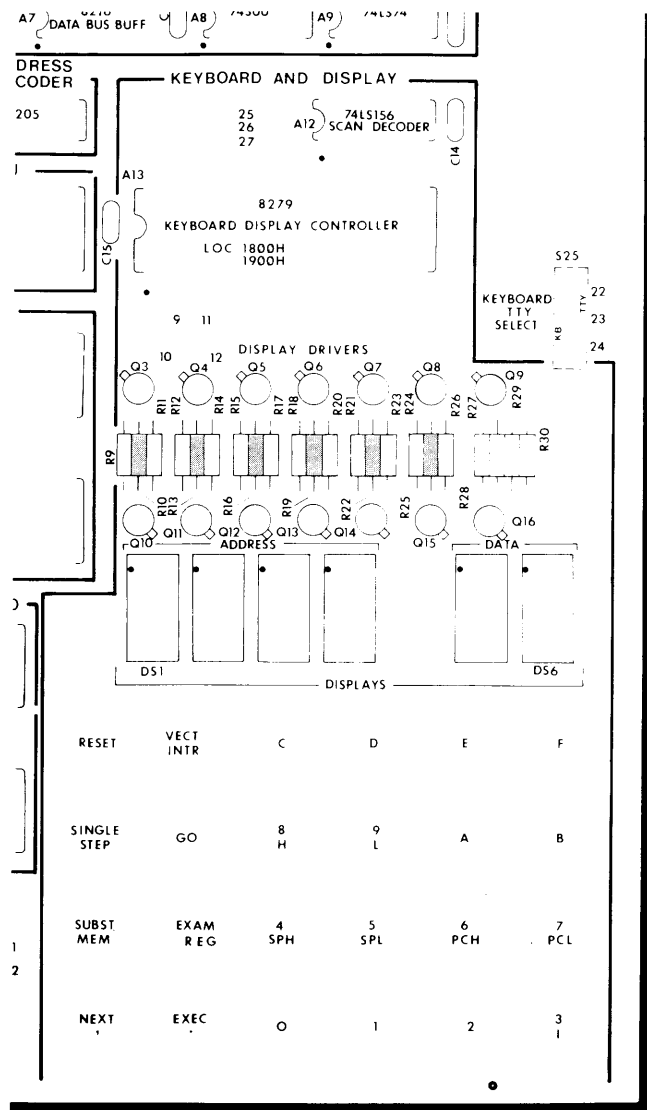 A7
DATA BUS BUFF
A8
A9
DRESS
CODER
205
KEYBOARD AND DISPLAY
25
26
27
A12
74LS156
SCAN DECODER
C14
A13
8279
KEYBOARD DISPLAY CONTROLLER
LOC 1800H
1900H
C15
S25
KEYBOARD
TTY
SELECT
KB
TTY
22
23
24
9 11
10 12
DISPLAY DRIVERS
Q3 Q4 Q5 Q6 Q7 Q8 Q9
R11 R12 R14 R15 R17 R18 R20 R21 R23 R24 R26 R27 R29
R9 R30
R10 R13 R16 R19 R22 R25 R28
Q10 Q11 Q12 Q13 Q14 Q15 Q16
ADDRESS DATA
DS1 DS6
DISPLAYS
RESET VECT INTR C D E F
SINGLE STEP GO 8 H 9 L A B
SUBST MEM EXAM REG 4 SPH 5 SPL 6 PCH 7 PCL
1
2
NEXT , EXEC . 0 1 2 3 I